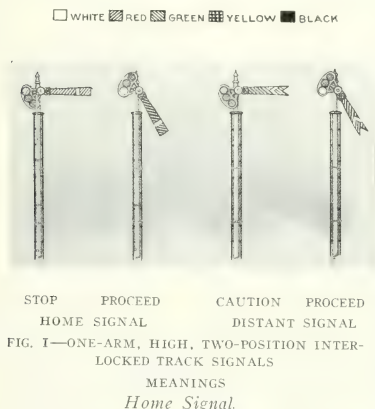 WHITE RED GREEN YELLOW BLACK
STOP PROCEED CAUTION PROCEED
HOME SIGNAL DISTANT SIGNAL
FIG. I—ONE-ARM, HIGH, TWO-POSITION INTER-
LOCKED TRACK SIGNALS
MEANINGS
Home Signal.